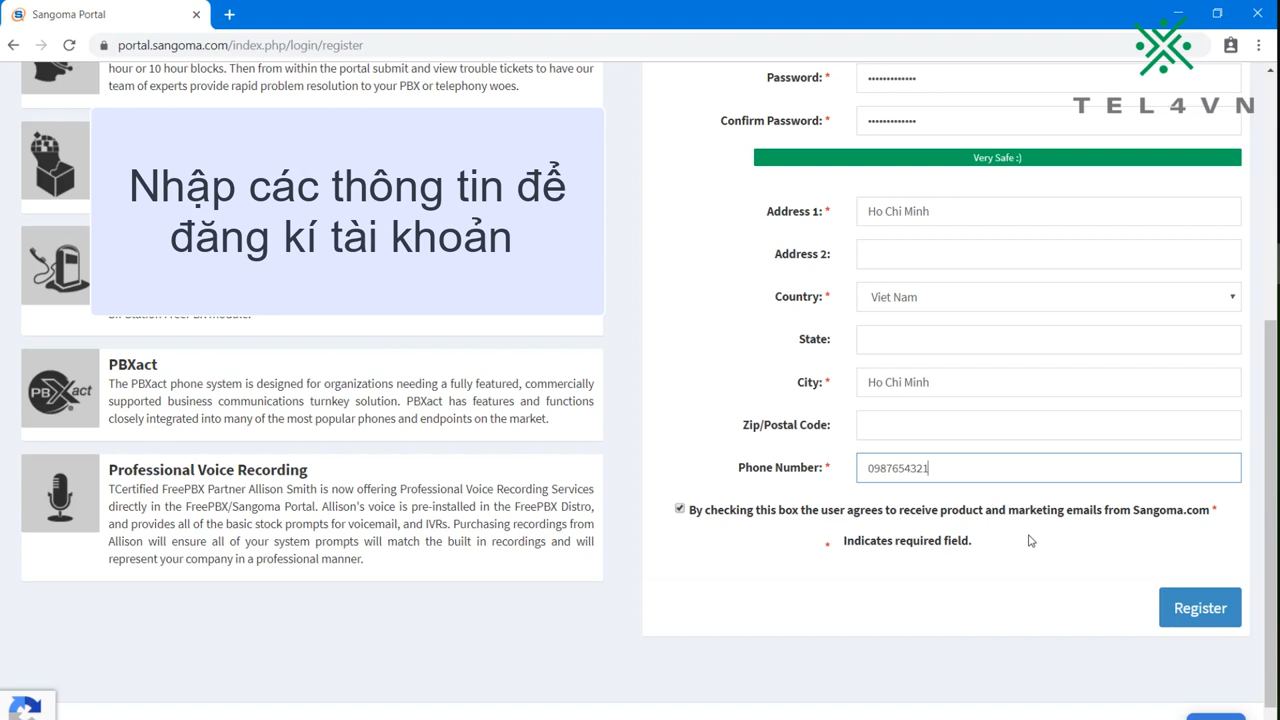 Sangoma Portal
portal.sangoma.com/index.php/login/register
TEL4VN
hour or 10 hour blocks. Then from within the portal submit and view trouble tickets to have our
team of experts provide rapid problem resolution to your PBX or telephony woes.
Nhập các thông tin để
đăng kí tài khoản
PBXact
PBXact
The PBXact phone system is designed for organizations needing a fully featured, commercially
supported business communications turnkey solution. PBXact has features and functions
closely integrated into many of the most popular phones and endpoints on the market.
Professional Voice Recording
TCertified FreePBX Partner Allison Smith is now offering Professional Voice Recording Services
directly in the FreePBX/Sangoma Portal. Allison's voice is pre-installed in the FreePBX Distro,
and provides all of the basic stock prompts for voicemail, and IVRs. Purchasing recordings from
Allison will ensure all of your system prompts will match the built in recordings and will
represent your company in a professional manner.
Password: * •••••••••••••
Confirm Password: * •••••••••••••
Very Safe :)
Address 1: * Ho Chi Minh
Address 2:
Country: * Viet Nam
State:
City: * Ho Chi Minh
Zip/Postal Code:
Phone Number: * 0987654321
By checking this box the user agrees to receive product and marketing emails from Sangoma.com *
* Indicates required field.
Register